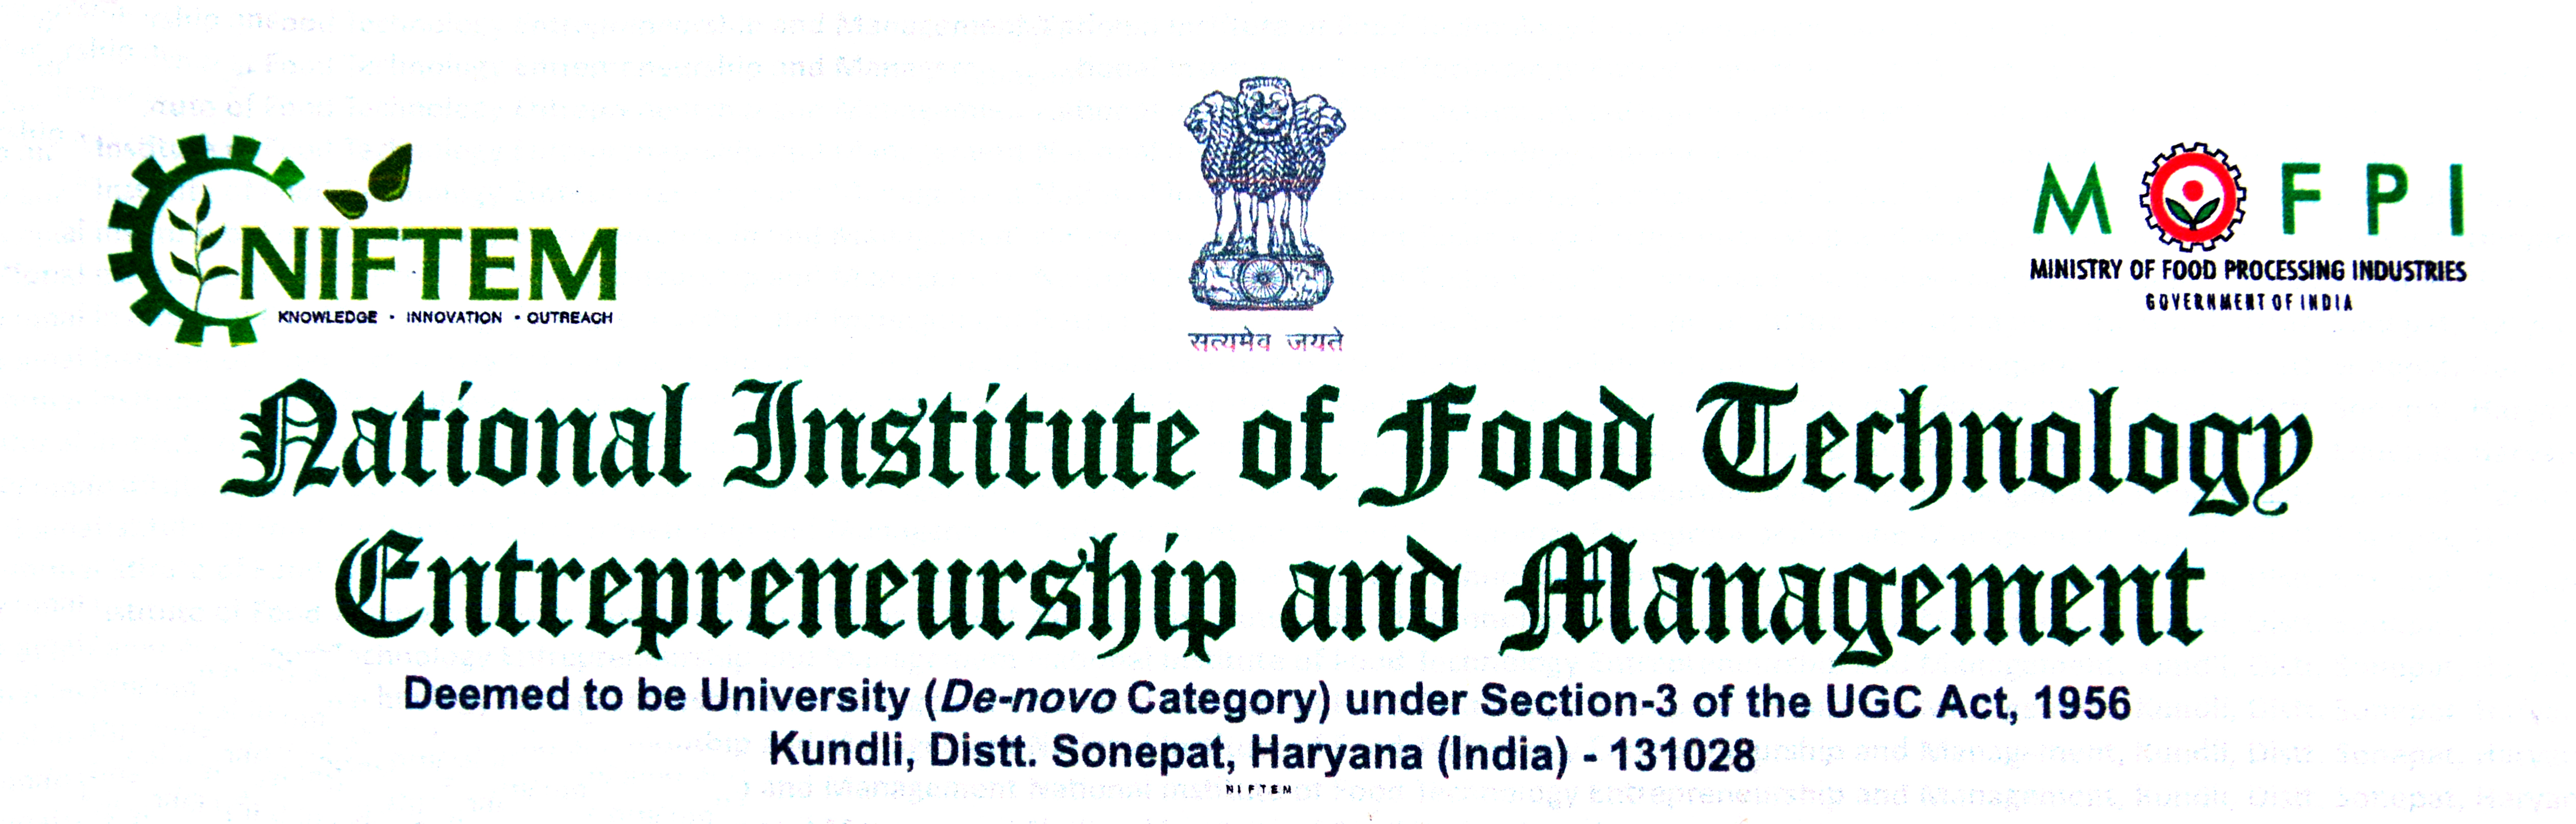 NIFTEM
KNOWLEDGE · INNOVATION · OUTREACH
सत्यमेव जयते
MOFPI
MINISTRY OF FOOD PROCESSING INDUSTRIES
GOVERNMENT OF INDIA
National Institute of Food Technology
Entrepreneurship and Management
Deemed to be University (De-novo Category) under Section-3 of the UGC Act, 1956
Kundli, Distt. Sonepat, Haryana (India) - 131028
NIFTEM